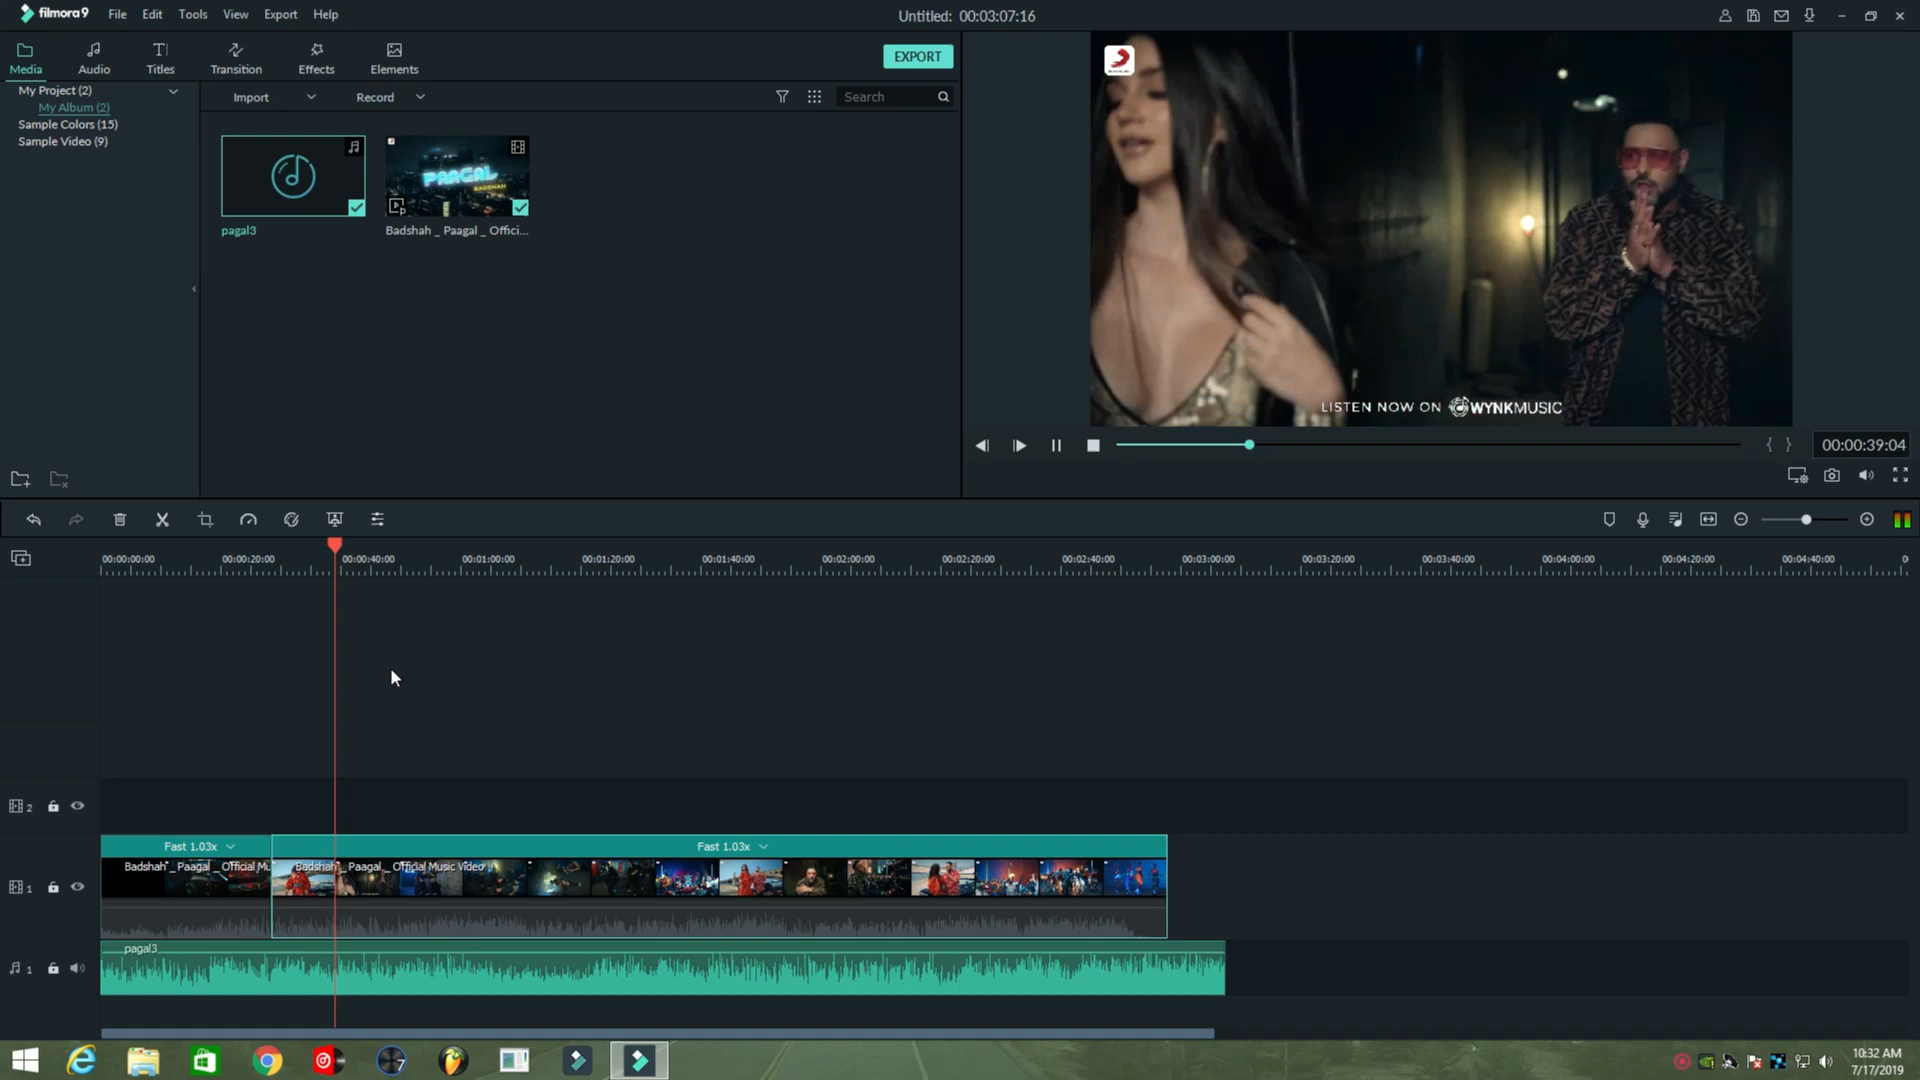 filmora9 File Edit Tools View Export Help Untitled: 00:03:07:16
Media Audio Titles Transition Effects Elements EXPORT
My Project (2)
My Album (2)
Sample Colors (15)
Sample Video (9)
Import Record Search
PAAGAL
BADSHAH
pagal3 Badshah _ Paagal _ Offici...
LISTEN NOW ON WYNKMUSIC
{ } 00:00:39:04
00:00:00:00 00:00:20:00 00:00:40:00 00:01:00:00 00:01:20:00 00:01:40:00 00:02:00:00 00:02:20:00 00:02:40:00 00:03:00:00 00:03:20:00 00:03:40:00 00:04:00:00 00:04:20:00 00:04:40:00 0
2
Fast 1.03x Fast 1.03x
Badshah _ Paagal _ Official Mu Badshah _ Paagal _ Official Music Video
1
pagal3
1
7
10:32 AM
7/17/2019